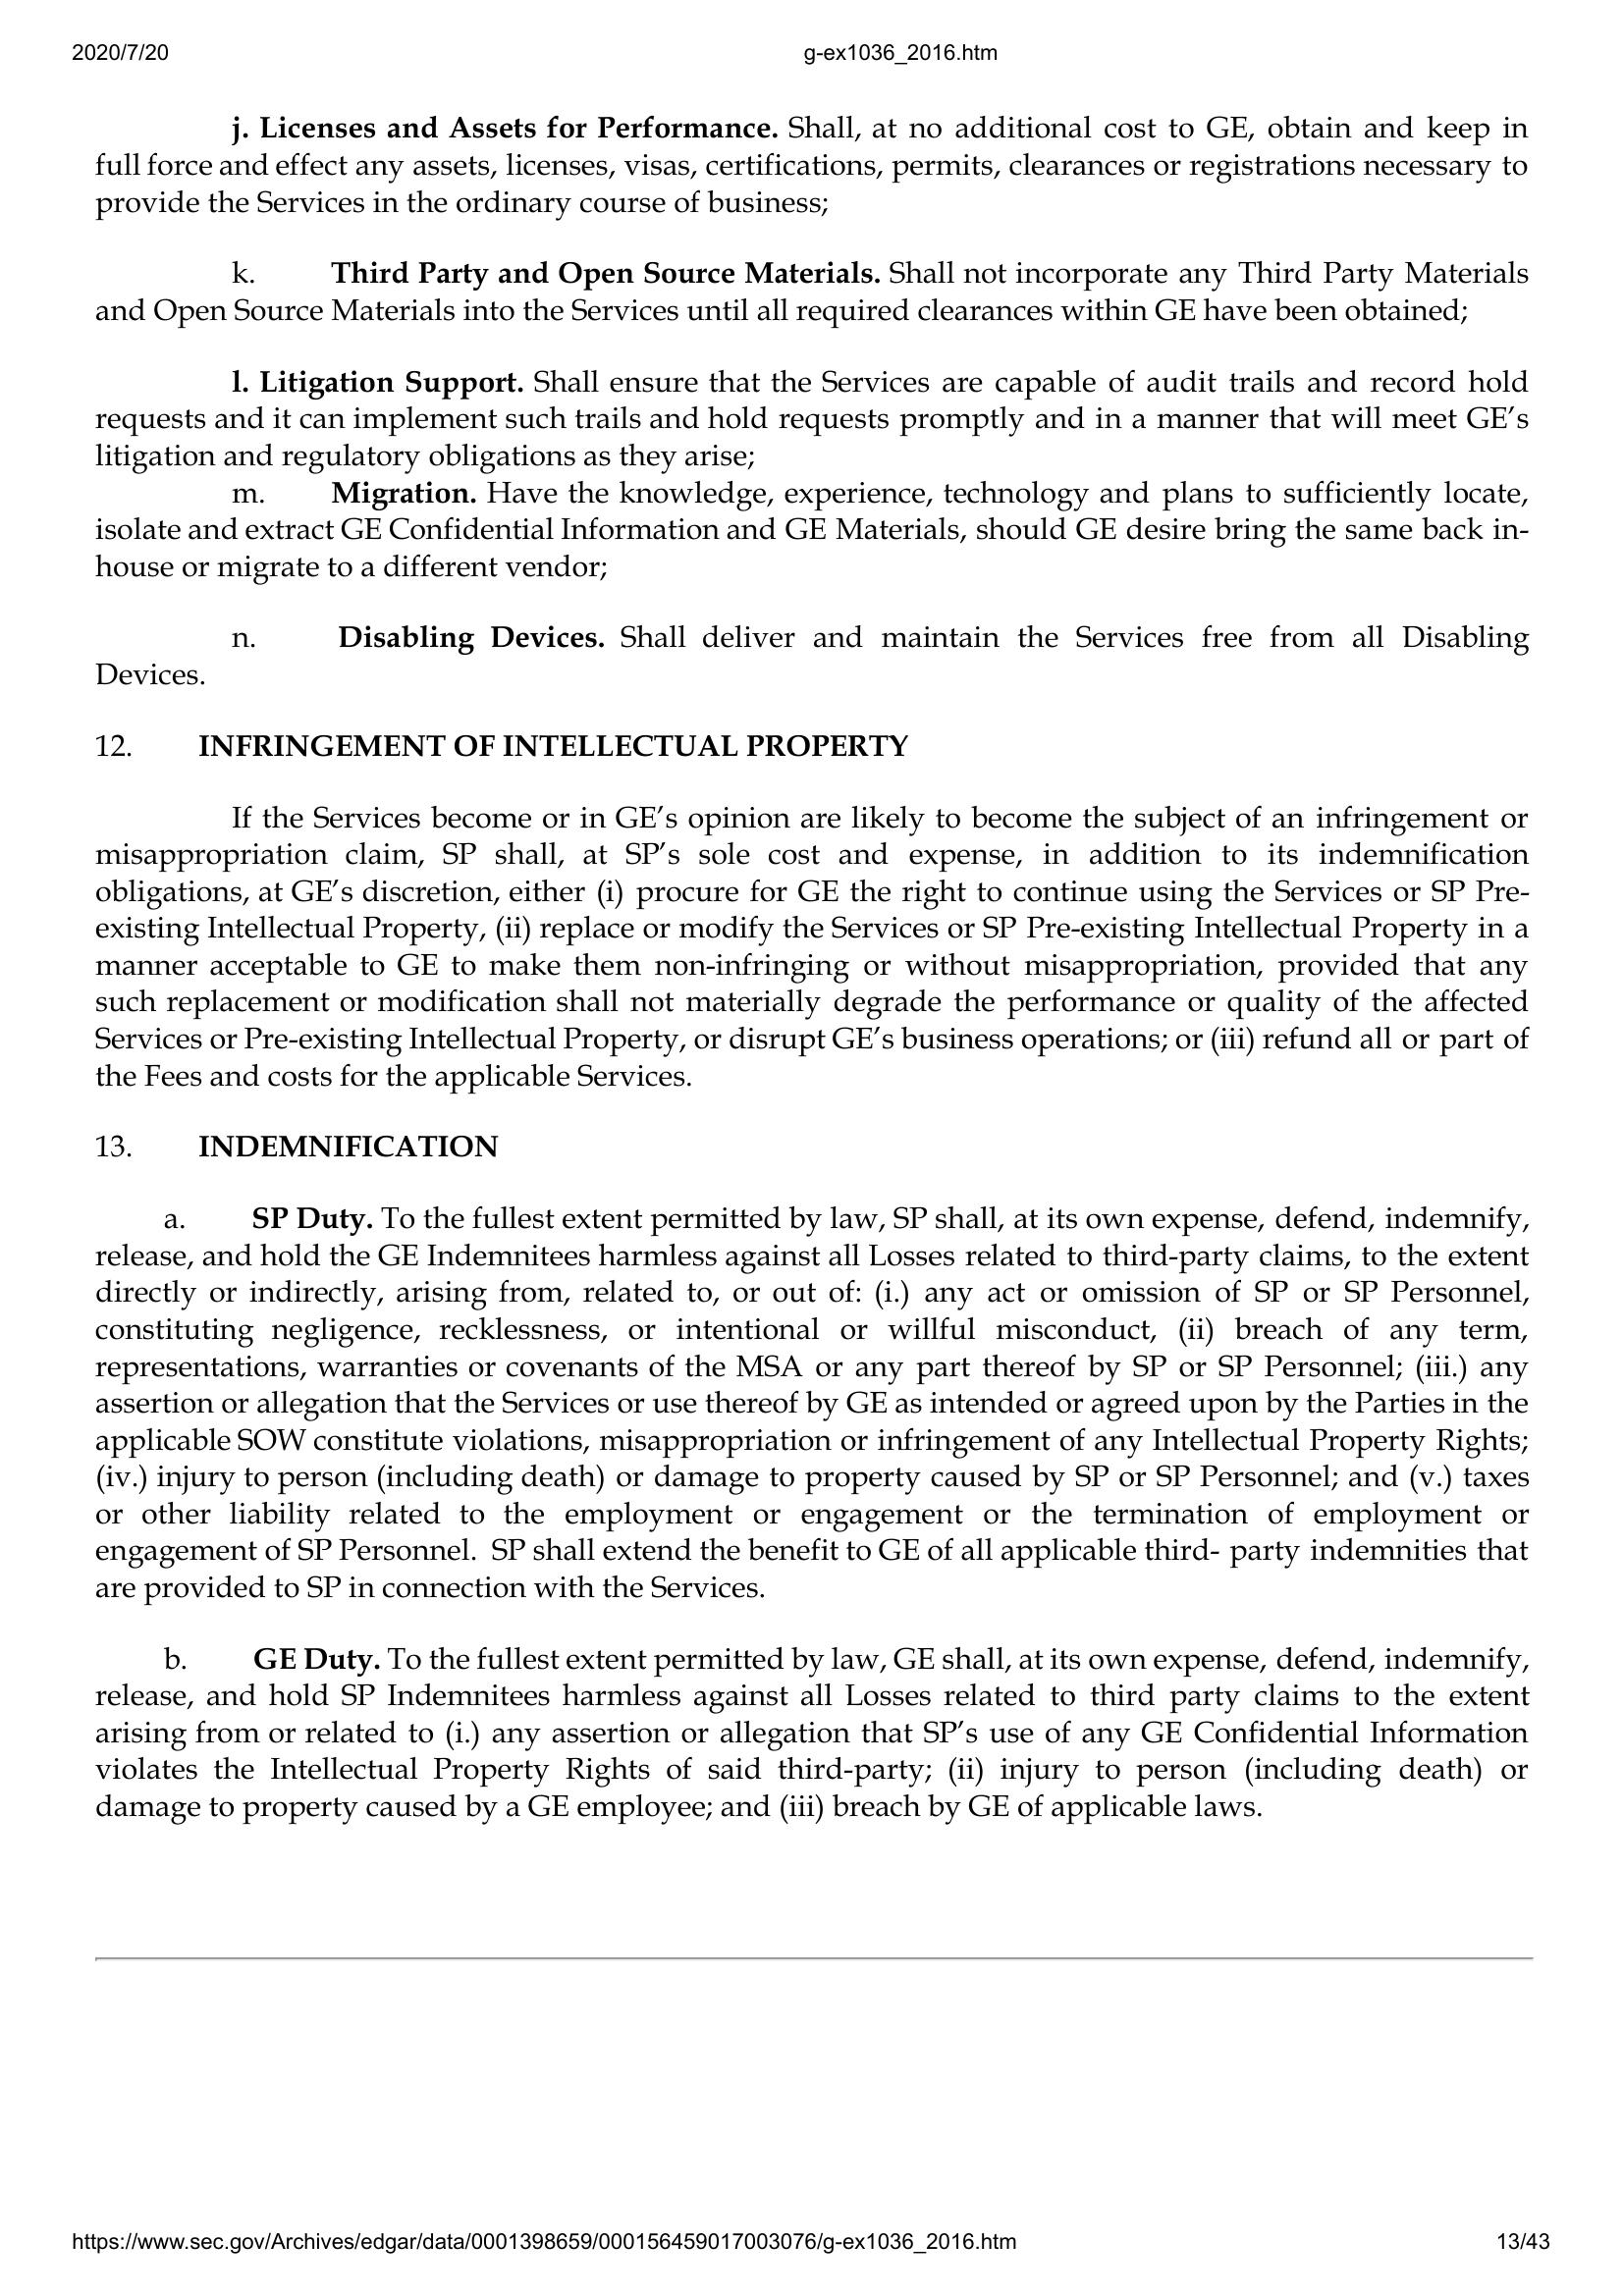 2020/7/20 g-ex1036_2016.htm
j. Licenses and Assets for Performance. Shall, at no additional cost to GE, obtain and keep in
full force and effect any assets, licenses, visas, certifications, permits, clearances or registrations necessary to
provide the Services in the ordinary course of business;
k. Third Party and Open Source Materials. Shall not incorporate any Third Party Materials
and Open Source Materials into the Services until all required clearances within GE have been obtained;
l. Litigation Support. Shall ensure that the Services are capable of audit trails and record hold
requests and it can implement such trails and hold requests promptly and in a manner that will meet GE’s
litigation and regulatory obligations as they arise;
m. Migration. Have the knowledge, experience, technology and plans to sufficiently locate,
isolate and extract GE Confidential Information and GE Materials, should GE desire bring the same back in-
house or migrate to a different vendor;
n. Disabling Devices. Shall deliver and maintain the Services free from all Disabling
Devices.
12. INFRINGEMENT OF INTELLECTUAL PROPERTY
If the Services become or in GE’s opinion are likely to become the subject of an infringement or
misappropriation claim, SP shall, at SP’s sole cost and expense, in addition to its indemnification
obligations, at GE’s discretion, either (i) procure for GE the right to continue using the Services or SP Pre-
existing Intellectual Property, (ii) replace or modify the Services or SP Pre-existing Intellectual Property in a
manner acceptable to GE to make them non-infringing or without misappropriation, provided that any
such replacement or modification shall not materially degrade the performance or quality of the affected
Services or Pre-existing Intellectual Property, or disrupt GE’s business operations; or (iii) refund all or part of
the Fees and costs for the applicable Services.
13. INDEMNIFICATION
a. SP Duty. To the fullest extent permitted by law, SP shall, at its own expense, defend, indemnify,
release, and hold the GE Indemnitees harmless against all Losses related to third-party claims, to the extent
directly or indirectly, arising from, related to, or out of: (i.) any act or omission of SP or SP Personnel,
constituting negligence, recklessness, or intentional or willful misconduct, (ii) breach of any term,
representations, warranties or covenants of the MSA or any part thereof by SP or SP Personnel; (iii.) any
assertion or allegation that the Services or use thereof by GE as intended or agreed upon by the Parties in the
applicable SOW constitute violations, misappropriation or infringement of any Intellectual Property Rights;
(iv.) injury to person (including death) or damage to property caused by SP or SP Personnel; and (v.) taxes
or other liability related to the employment or engagement or the termination of employment or
engagement of SP Personnel. SP shall extend the benefit to GE of all applicable third- party indemnities that
are provided to SP in connection with the Services.
b. GE Duty. To the fullest extent permitted by law, GE shall, at its own expense, defend, indemnify,
release, and hold SP Indemnitees harmless against all Losses related to third party claims to the extent
arising from or related to (i.) any assertion or allegation that SP’s use of any GE Confidential Information
violates the Intellectual Property Rights of said third-party; (ii) injury to person (including death) or
damage to property caused by a GE employee; and (iii) breach by GE of applicable laws.
https://www.sec.gov/Archives/edgar/data/0001398659/000156459017003076/g-ex1036_2016.htm 13/43